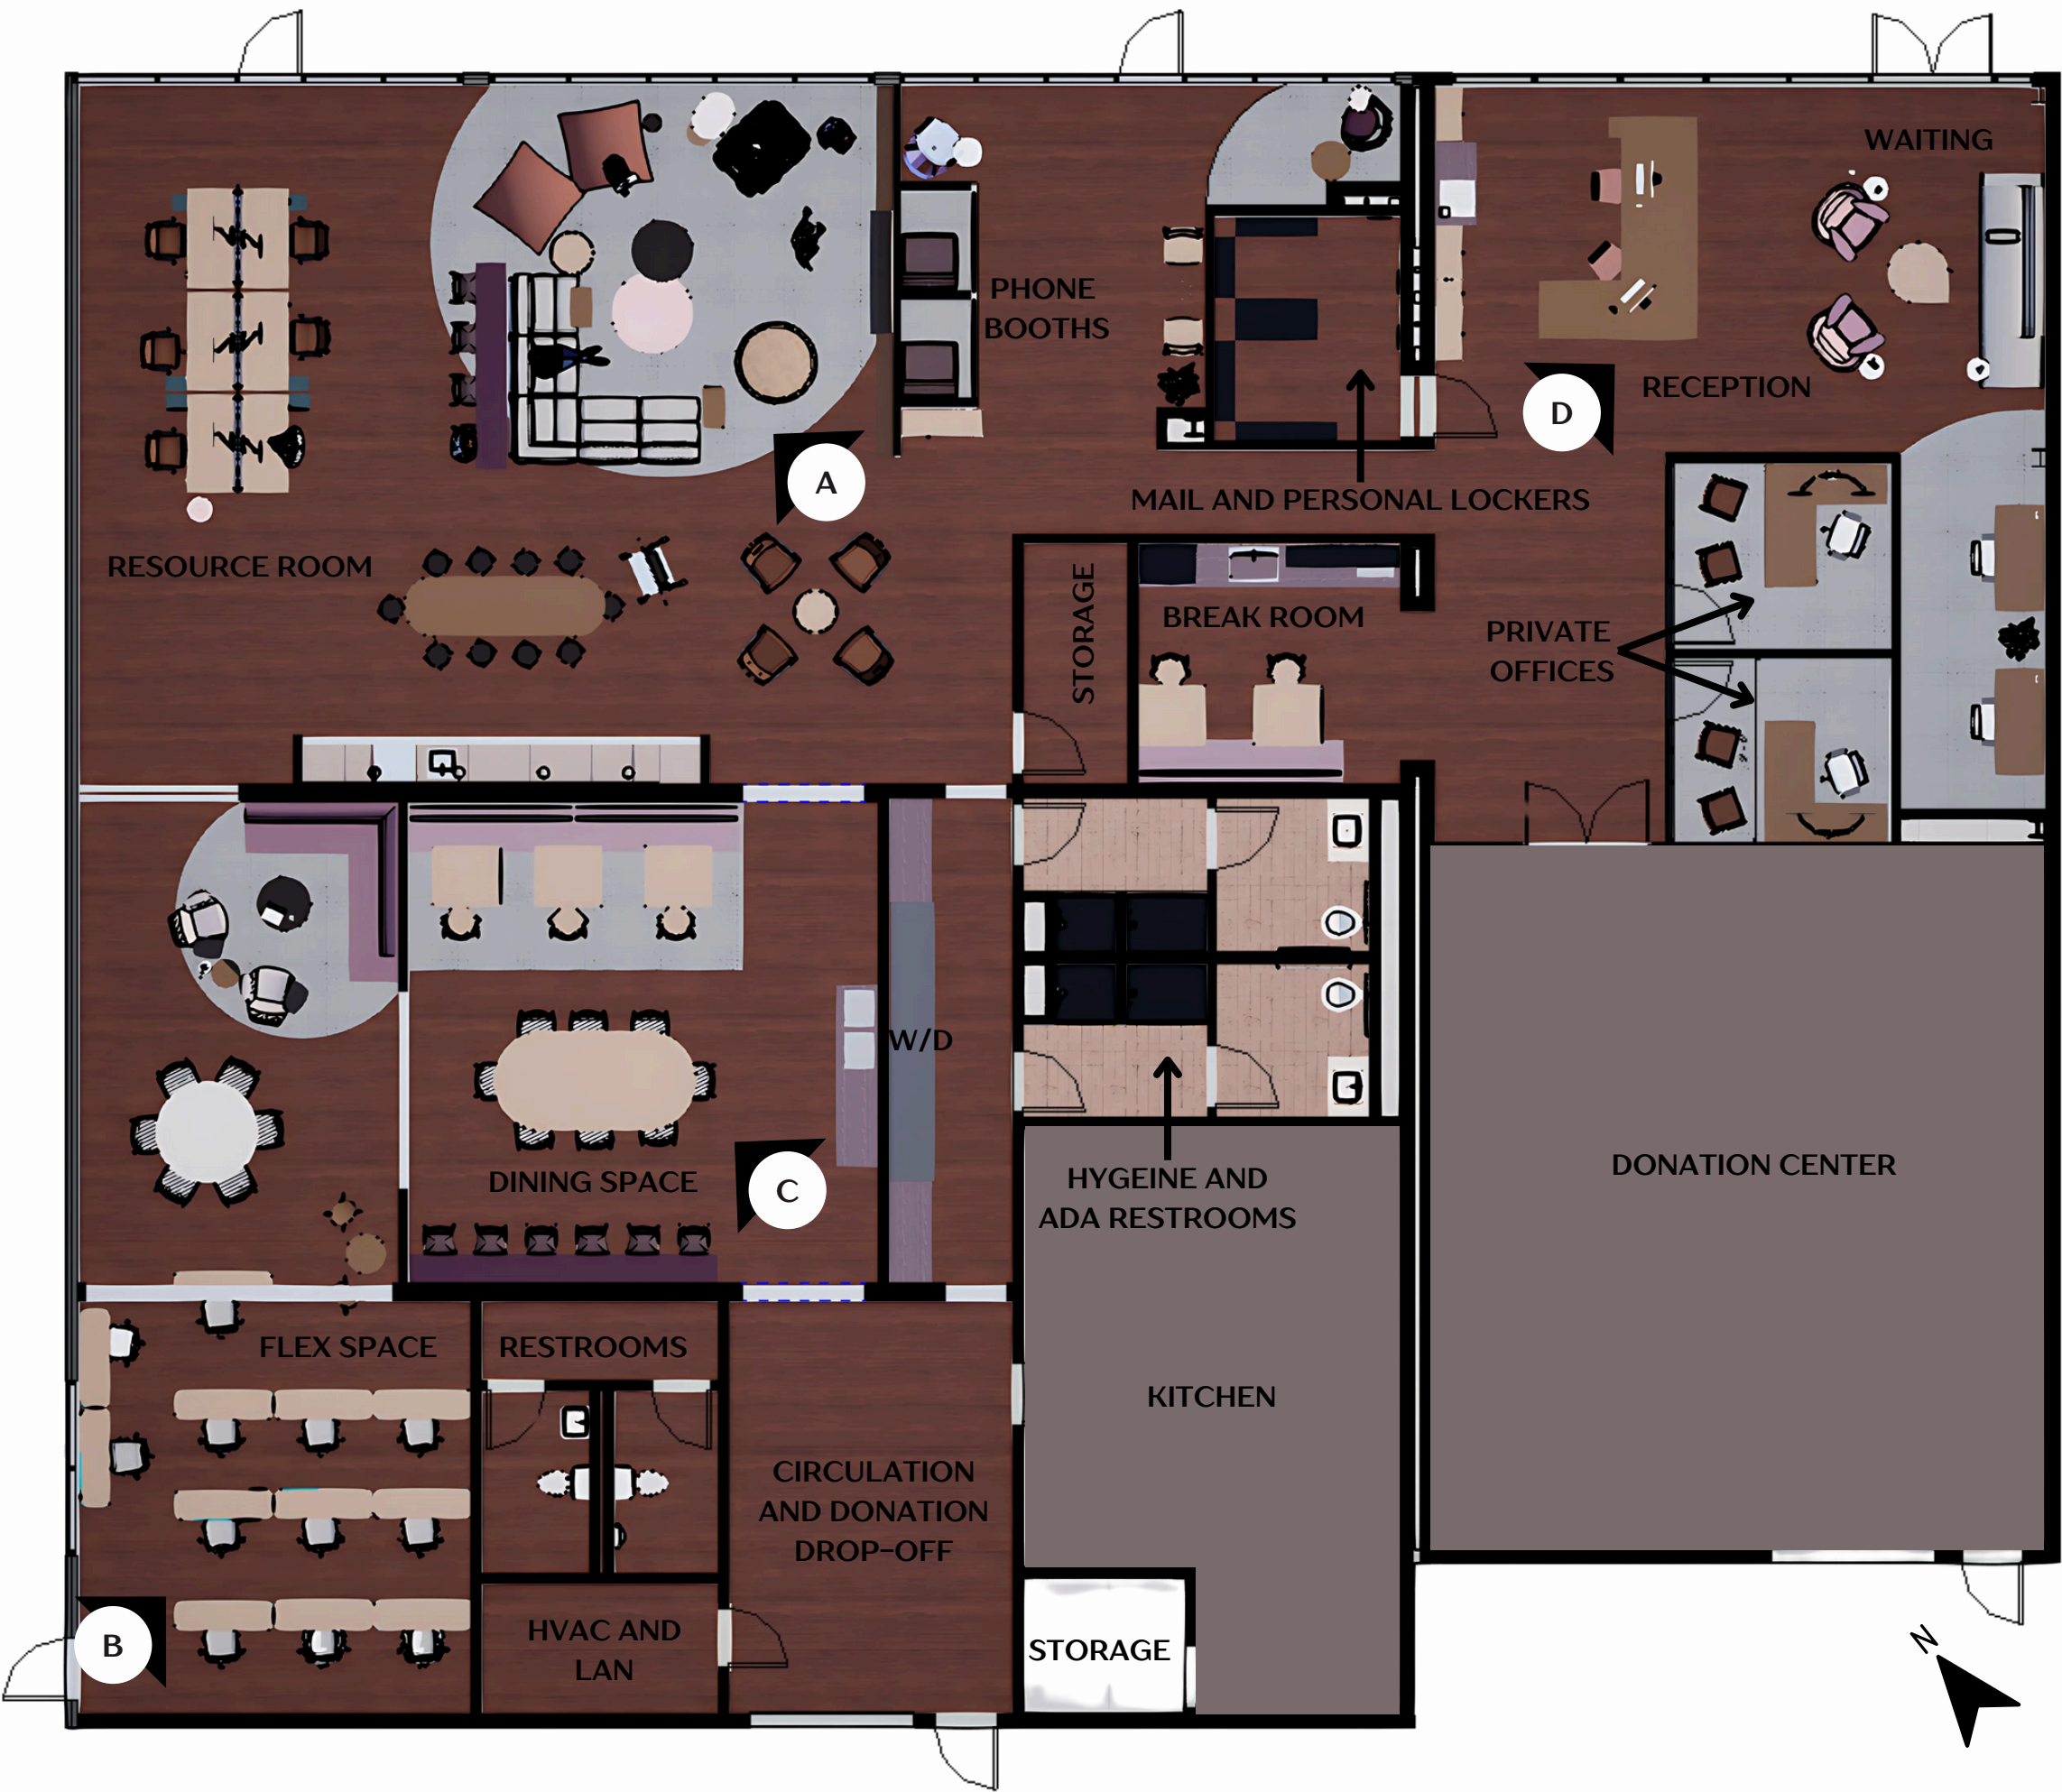 WAITING
PHONE
BOOTHS
D
RECEPTION
A
MAIL AND PERSONAL LOCKERS
RESOURCE ROOM
STORAGE
BREAK ROOM
PRIVATE
OFFICES
W/D
DINING SPACE
C
HYGEINE AND
ADA RESTROOMS
DONATION CENTER
FLEX SPACE
RESTROOMS
KITCHEN
CIRCULATION
AND DONATION
DROP-OFF
B
HVAC AND
LAN
STORAGE
N